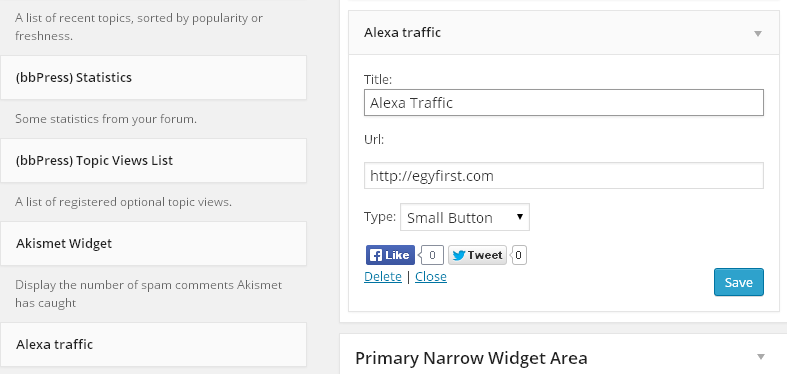 A list of recent topics, sorted by popularity or
freshness.
(bbPress) Statistics
Some statistics from your forum.
(bbPress) Topic Views List
A list of registered optional topic views.
Akismet Widget
Display the number of spam comments Akismet
has caught
Alexa traffic
Alexa traffic
Title:
Alexa Traffic
Url:
http://egyfirst.com
Type: Small Button
Like 0 Tweet 0
Delete | Close
Save
Primary Narrow Widget Area